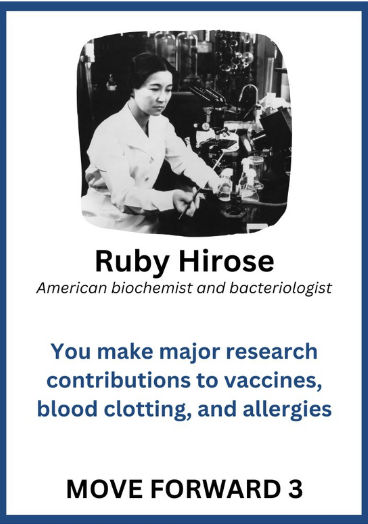 Ruby Hirose
American biochemist and bacteriologist
You make major research
contributions to vaccines,
blood clotting, and allergies
MOVE FORWARD 3